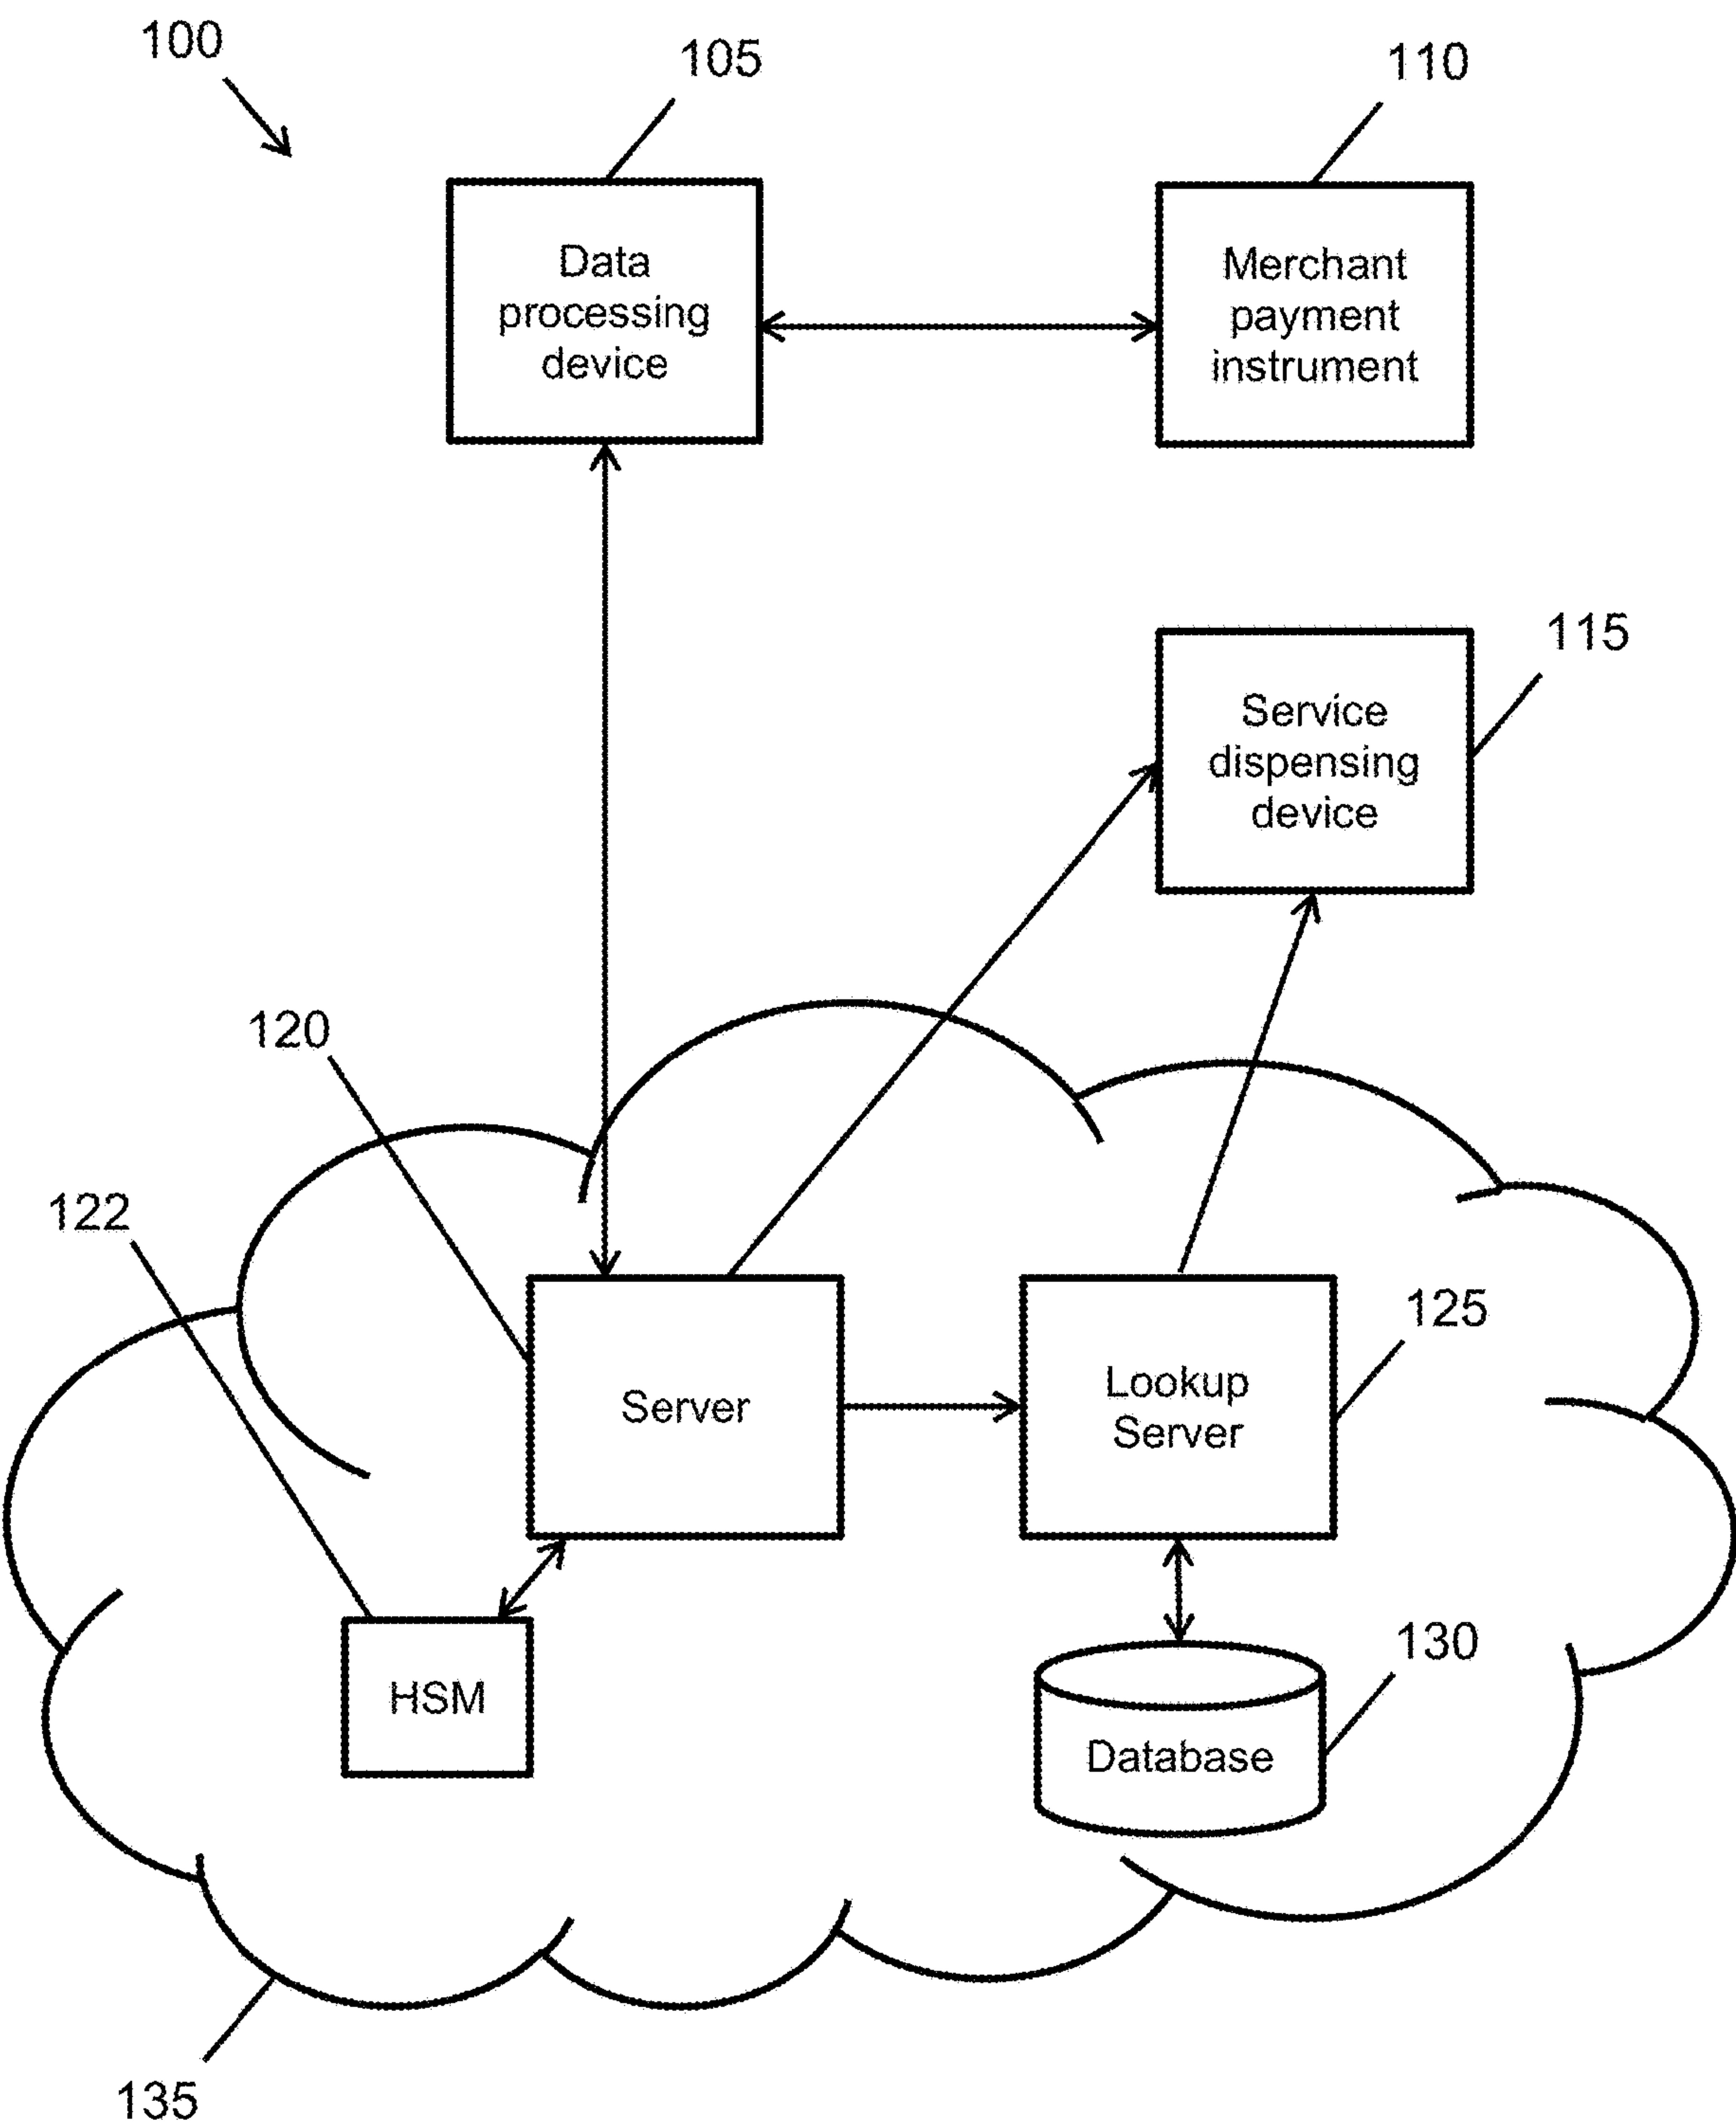 100
105
110
Data
processing
device
Merchant
payment
instrument
115
Service
dispensing
device
120
122
125
Server
Lookup
Server
130
HSM
Database
135